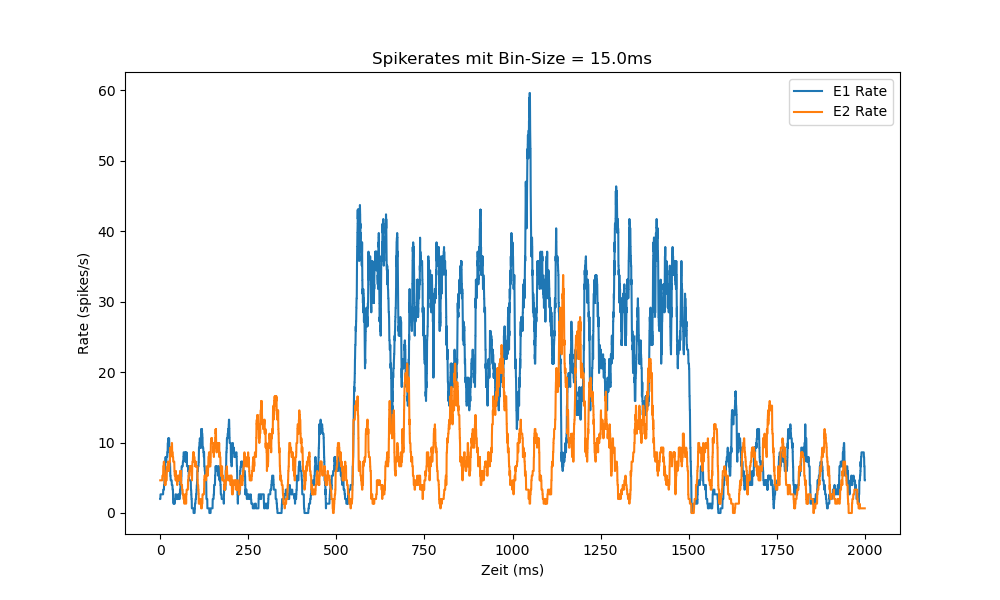 Spikerates mit Bin-Size = 15.0ms
E1 Rate
E2 Rate
Rate (spikes/s)
60
50
40
30
20
10
0
0 250 500 750 1000 1250 1500 1750 2000
Zeit (ms)